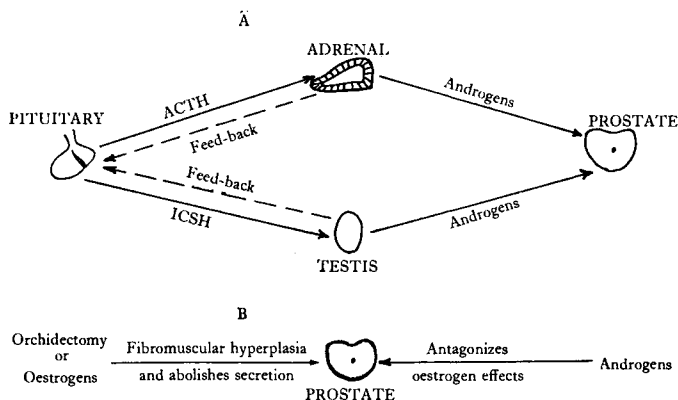 A
ADRENAL
ACTH
Androgens
PITUITARY
PROSTATE
Feed-back
Feed-back
ICSH
Androgens
TESTIS
B
Orchidectomy
or
Oestrogens
Fibromuscular hyperplasia
and abolishes secretion
PROSTATE
Antagonizes
oestrogen effects
Androgens